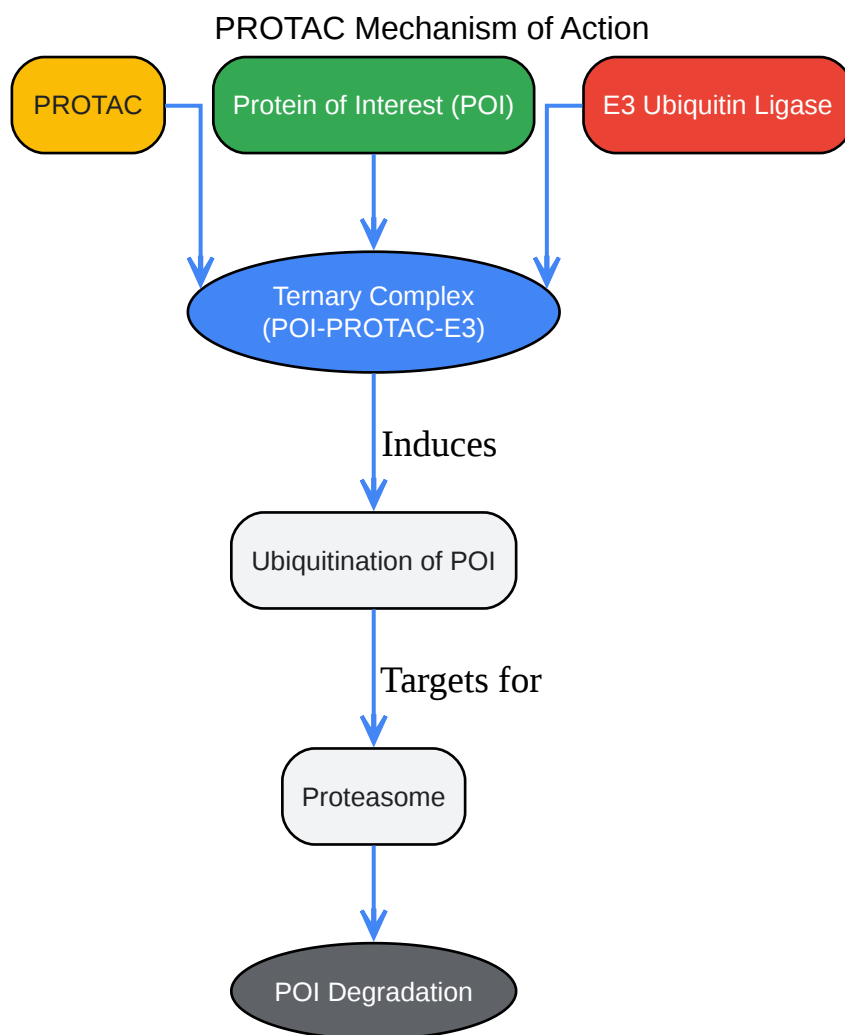 PROTAC Mechanism of Action
PROTAC
Protein of Interest (POI)
E3 Ubiquitin Ligase
Ternary Complex
(POI-PROTAC-E3)
Induces
Ubiquitination of POI
Targets for
Proteasome
POI Degradation